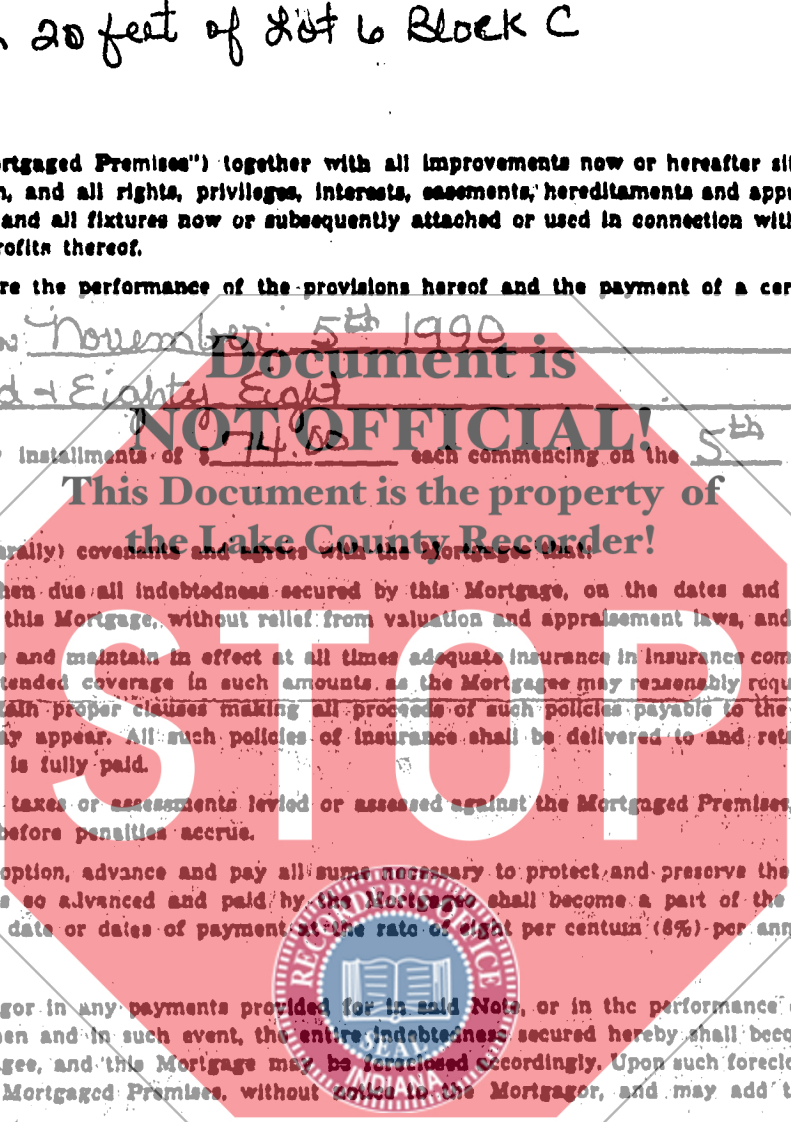 20 feet of Lot 6 Block C
ortgaged Premises") together with all improvements now or hereafter sit
n, and all rights, privileges, interests, easements, hereditaments and appu
and all fixtures now or subsequently attached or used in connection with
rofits thereof.
re the performance of the provisions hereof and the payment of a cer
November 5th 1990
d & Eighty Eight
installments of $ 74.00 each commencing on the 5th
Document is
NOT OFFICIAL!
This Document is the property of
the Lake County Recorder!
rally) covenants and agrees with the Mortgagee that:
hen due all indebtedness secured by this Mortgage, on the dates and
this Mortgage, without relief from valuation and appraisement laws, and
e and maintain in effect at all times adequate insurance in insurance com
tended coverage in such amounts as the Mortgagee may reasonably requ
tain proper clauses making all proceeds of such policies payable to the
ay appear. All such policies of insurance shall be delivered to and ret
is fully paid.
STOP
taxes or assessments levied or assessed against the Mortgaged Premises,
before penalties accrue.
option, advance and pay all sums necessary to protect and preserve the
s so advanced and paid by the Mortgagee shall become a part of the
date or dates of payment at the rate of eight per centum (8%) per ann
gor in any payments provided for in said Note, or in the performance
hen and in such event, the entire indebtedness secured hereby shall beco
gee, and this Mortgage may be foreclosed accordingly. Upon such foreclo
Mortgaged Premises, without notice to the Mortgagor, and may add t
RECORDER'S OFFICE
SEAL
INDIANA